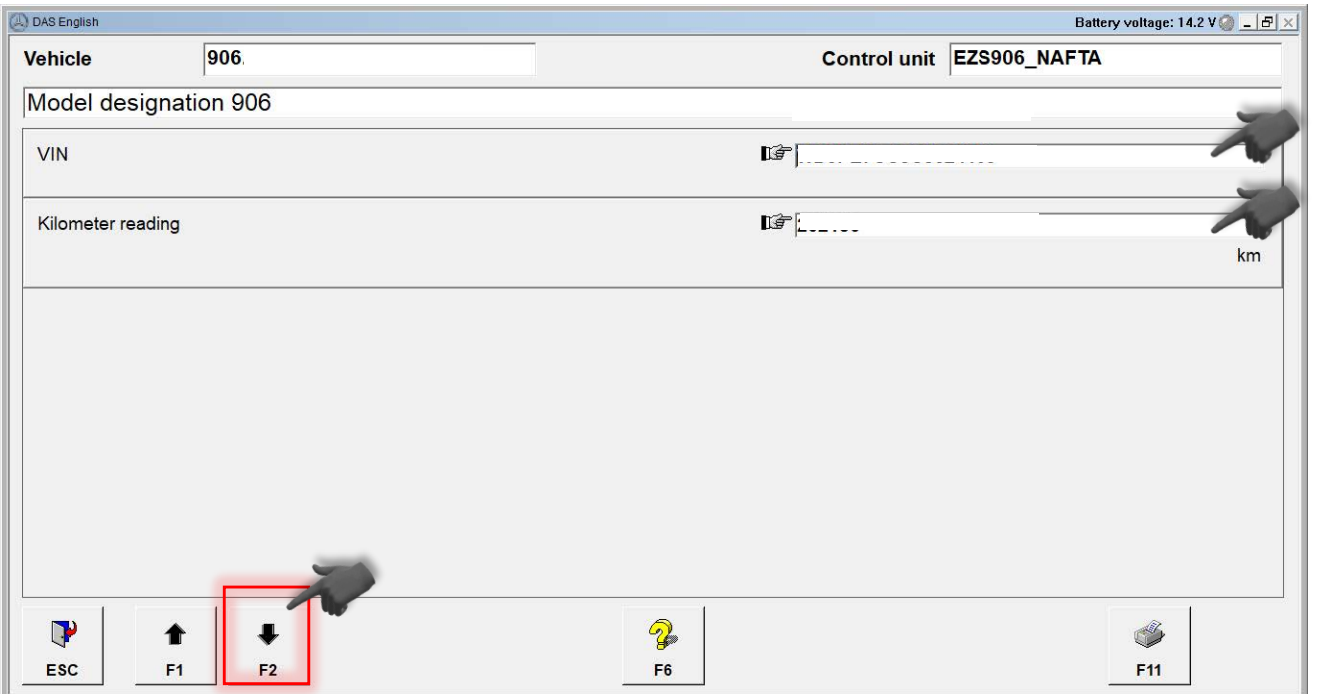 DAS English Battery voltage: 14.2 V
Vehicle 906. Control unit EZS906_NAFTA
Model designation 906
VIN
Kilometer reading
km
ESC F1 F2 F6 F11